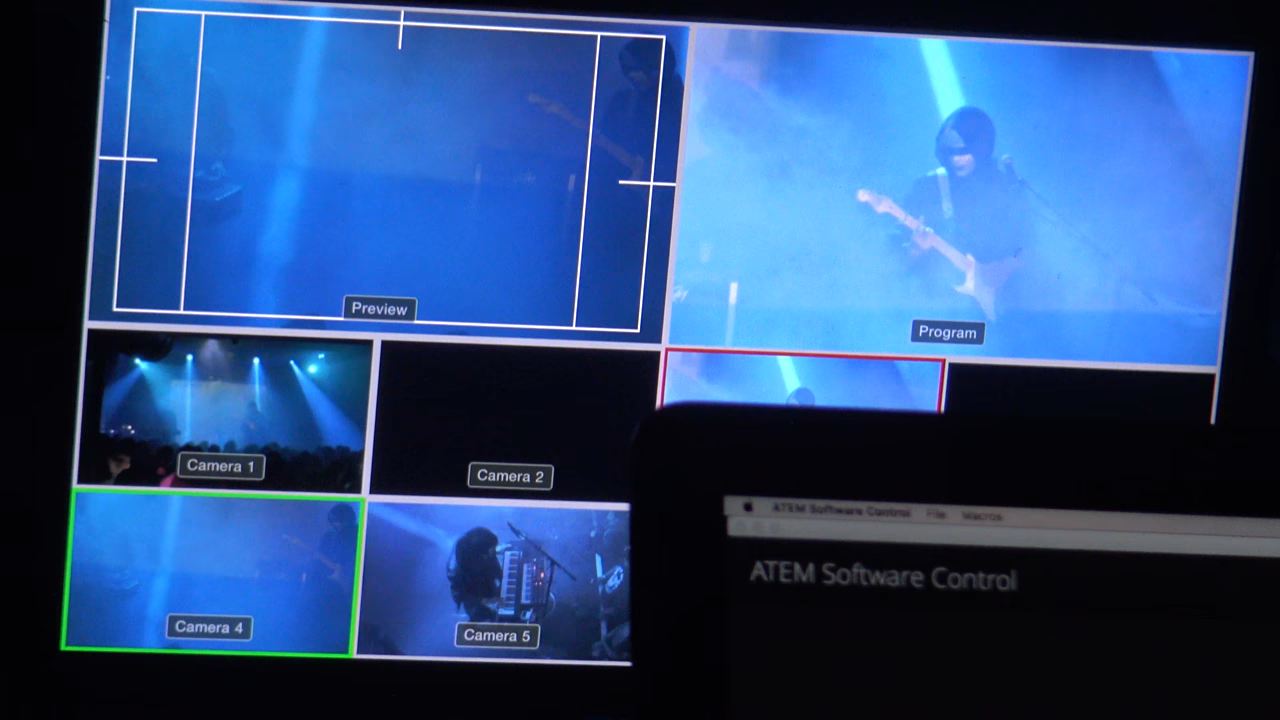 Preview
Program
Camera 1
Camera 2
Camera 4
Camera 5
ATEM Software Control File Macros
ATEM Software Control